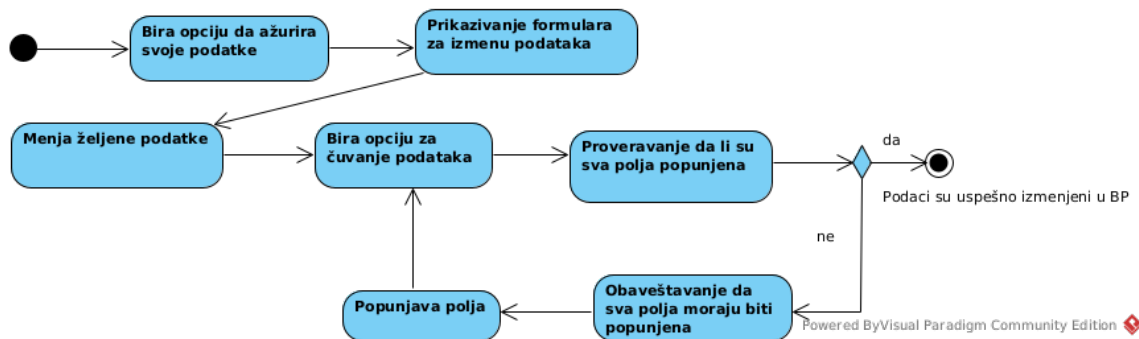 Bira opciju da ažurira
svoje podatke
Prikazivanje formulara
za izmenu podataka
Menja željene podatke
Bira opciju za
čuvanje podataka
Proveravanje da li su
sva polja popunjena
da
Podaci su uspešno izmenjeni u BP
ne
Obaveštavanje da
sva polja moraju biti
popunjena
Popunjava polja
Powered ByVisual Paradigm Community Edition